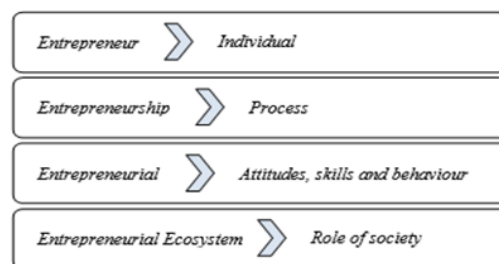 Entrepreneur Individual
Entrepreneurship Process
Entrepreneurial Attitudes, skills and behaviour
Entrepreneurial Ecosystem Role of society